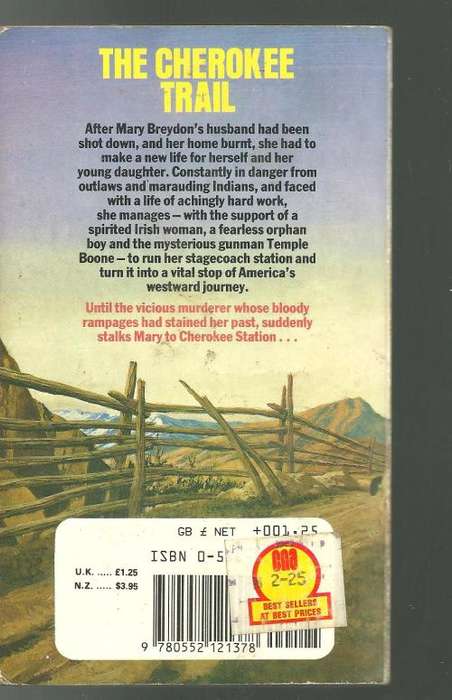 THE CHEROKEE
TRAIL
After Mary Breydon's husband had been
shot down, and her home burnt, she had to
make a new life for herself and her
young daughter. Constantly in danger from
outlaws and marauding Indians, and faced
with a life of achingly hard work,
she manages – with the support of a
spirited Irish woman, a fearless orphan
boy and the mysterious gunman Temple
Boone – to run her stagecoach station and
turn it into a vital stop of America's
westward journey.
Until the vicious murderer whose bloody
rampages had stained her past, suddenly
stalks Mary to Cherokee Station . . .
GB £ NET +001.25
ISBN 0-5
U.K. ..... £1.25
N.Z. ..... $3.95
cna
2-25
BEST SELLERS
AT BEST PRICES
9 780552 121378